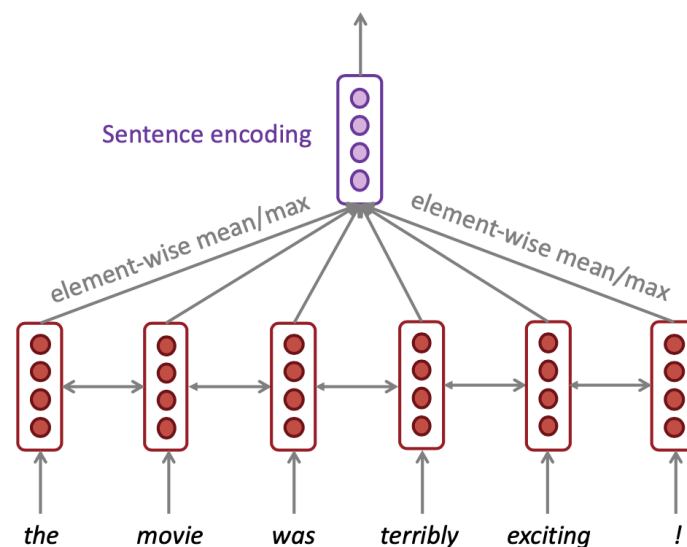 Sentence encoding
element-wise mean/max
element-wise mean/max
the movie was terribly exciting !